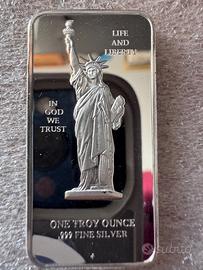 LIFE
AND
LIBERTY
IN
GOD
WE
TRUST
ONE TROY OUNCE
.999 FINE SILVER
subito